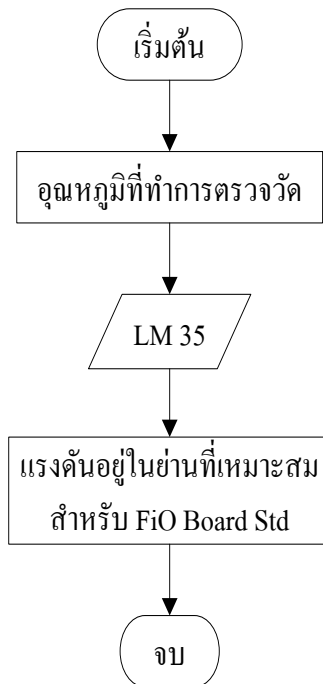 เริ่มต้น
อุณหภูมิที่ทำการตรวจวัด
LM 35
แรงดันอยู่ในย่านที่เหมาะสม
สำหรับ FiO Board Std
จบ